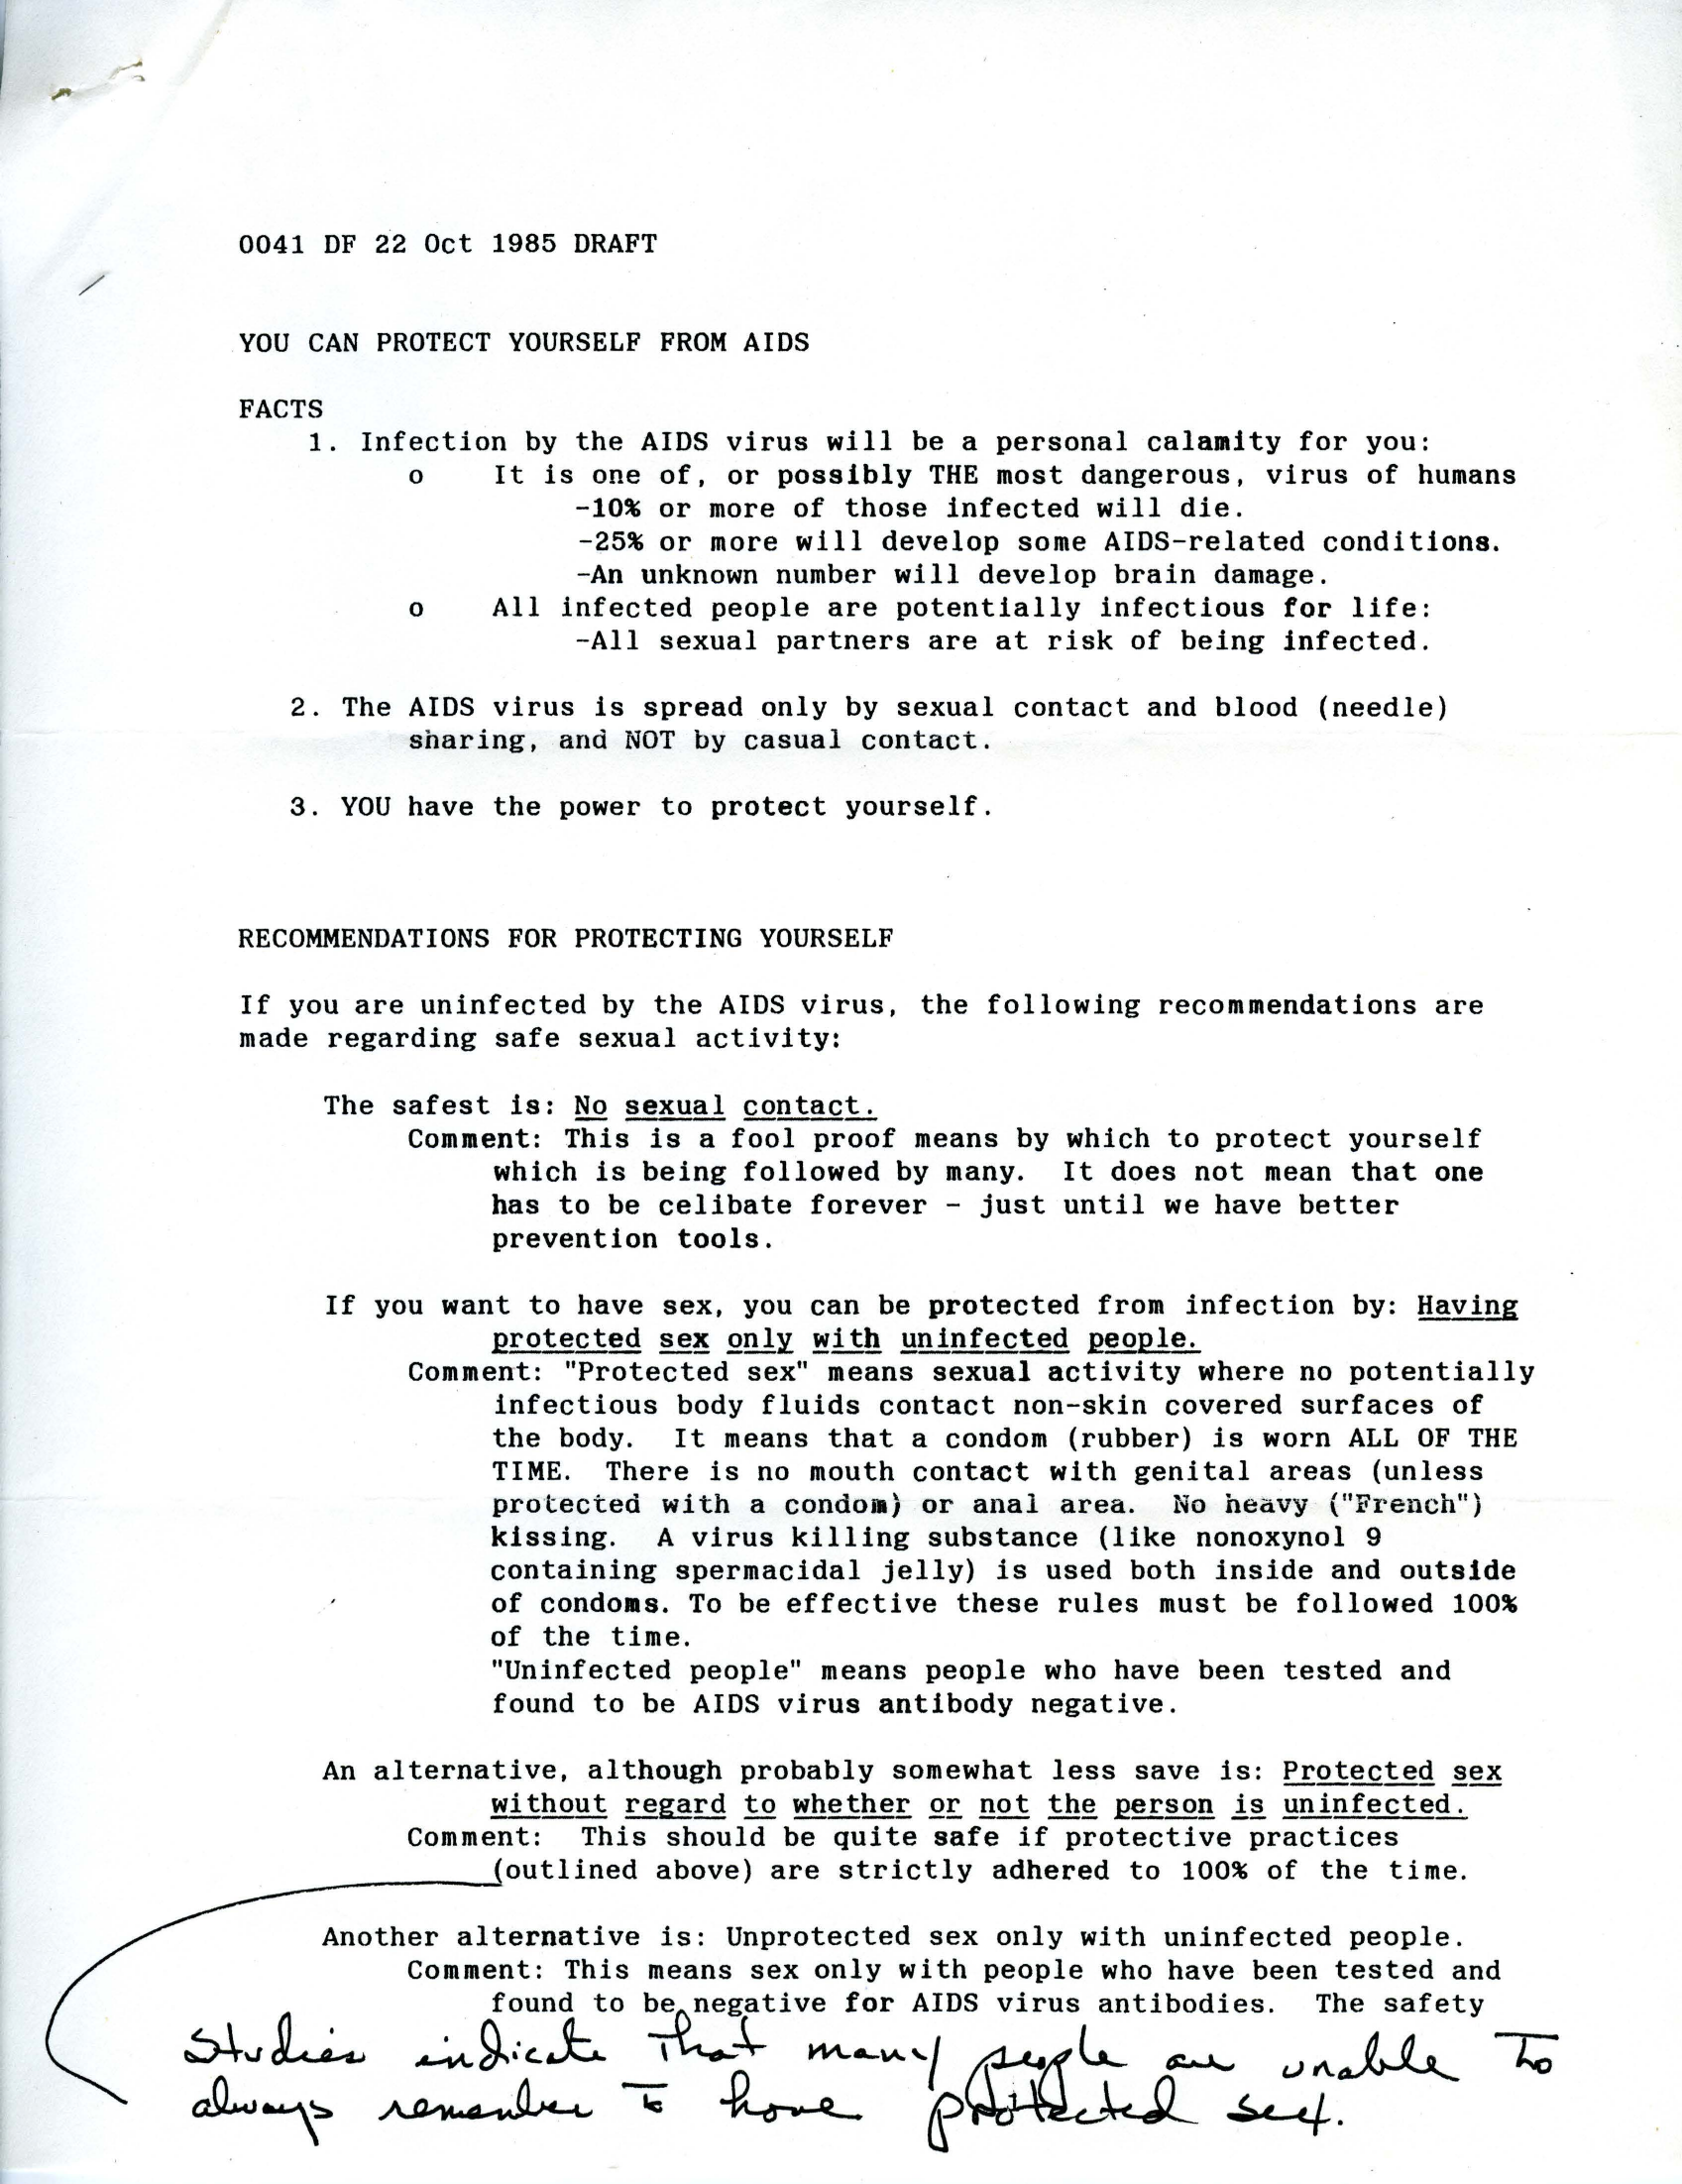 0041 DF 22 Oct 1985 DRAFT
YOU CAN PROTECT YOURSELF FROM AIDS
FACTS
1. Infection by the AIDS virus will be a personal calamity for you:
o It is one of, or possibly THE most dangerous, virus of humans
-10% or more of those infected will die.
-25% or more will develop some AIDS-related conditions.
-An unknown number will develop brain damage.
o All infected people are potentially infectious for life:
-All sexual partners are at risk of being infected.
2. The AIDS virus is spread only by sexual contact and blood (needle)
sharing, and NOT by casual contact.
3. YOU have the power to protect yourself.
RECOMMENDATIONS FOR PROTECTING YOURSELF
If you are uninfected by the AIDS virus, the following recommendations are
made regarding safe sexual activity:
The safest is: No sexual contact.
Comment: This is a fool proof means by which to protect yourself
which is being followed by many. It does not mean that one
has to be celibate forever - just until we have better
prevention tools.
If you want to have sex, you can be protected from infection by: Having
protected sex only with uninfected people.
Comment: "Protected sex" means sexual activity where no potentially
infectious body fluids contact non-skin covered surfaces of
the body. It means that a condom (rubber) is worn ALL OF THE
TIME. There is no mouth contact with genital areas (unless
protected with a condom) or anal area. No heavy ("French")
kissing. A virus killing substance (like nonoxynol 9
containing spermacidal jelly) is used both inside and outside
of condoms. To be effective these rules must be followed 100%
of the time.
"Uninfected people" means people who have been tested and
found to be AIDS virus antibody negative.
An alternative, although probably somewhat less save is: Protected sex
without regard to whether or not the person is uninfected.
Comment: This should be quite safe if protective practices
(outlined above) are strictly adhered to 100% of the time.
Another alternative is: Unprotected sex only with uninfected people.
Comment: This means sex only with people who have been tested and
found to be negative for AIDS virus antibodies. The safety
Studies indicate that many people are unable to
always remember to have protected sex.